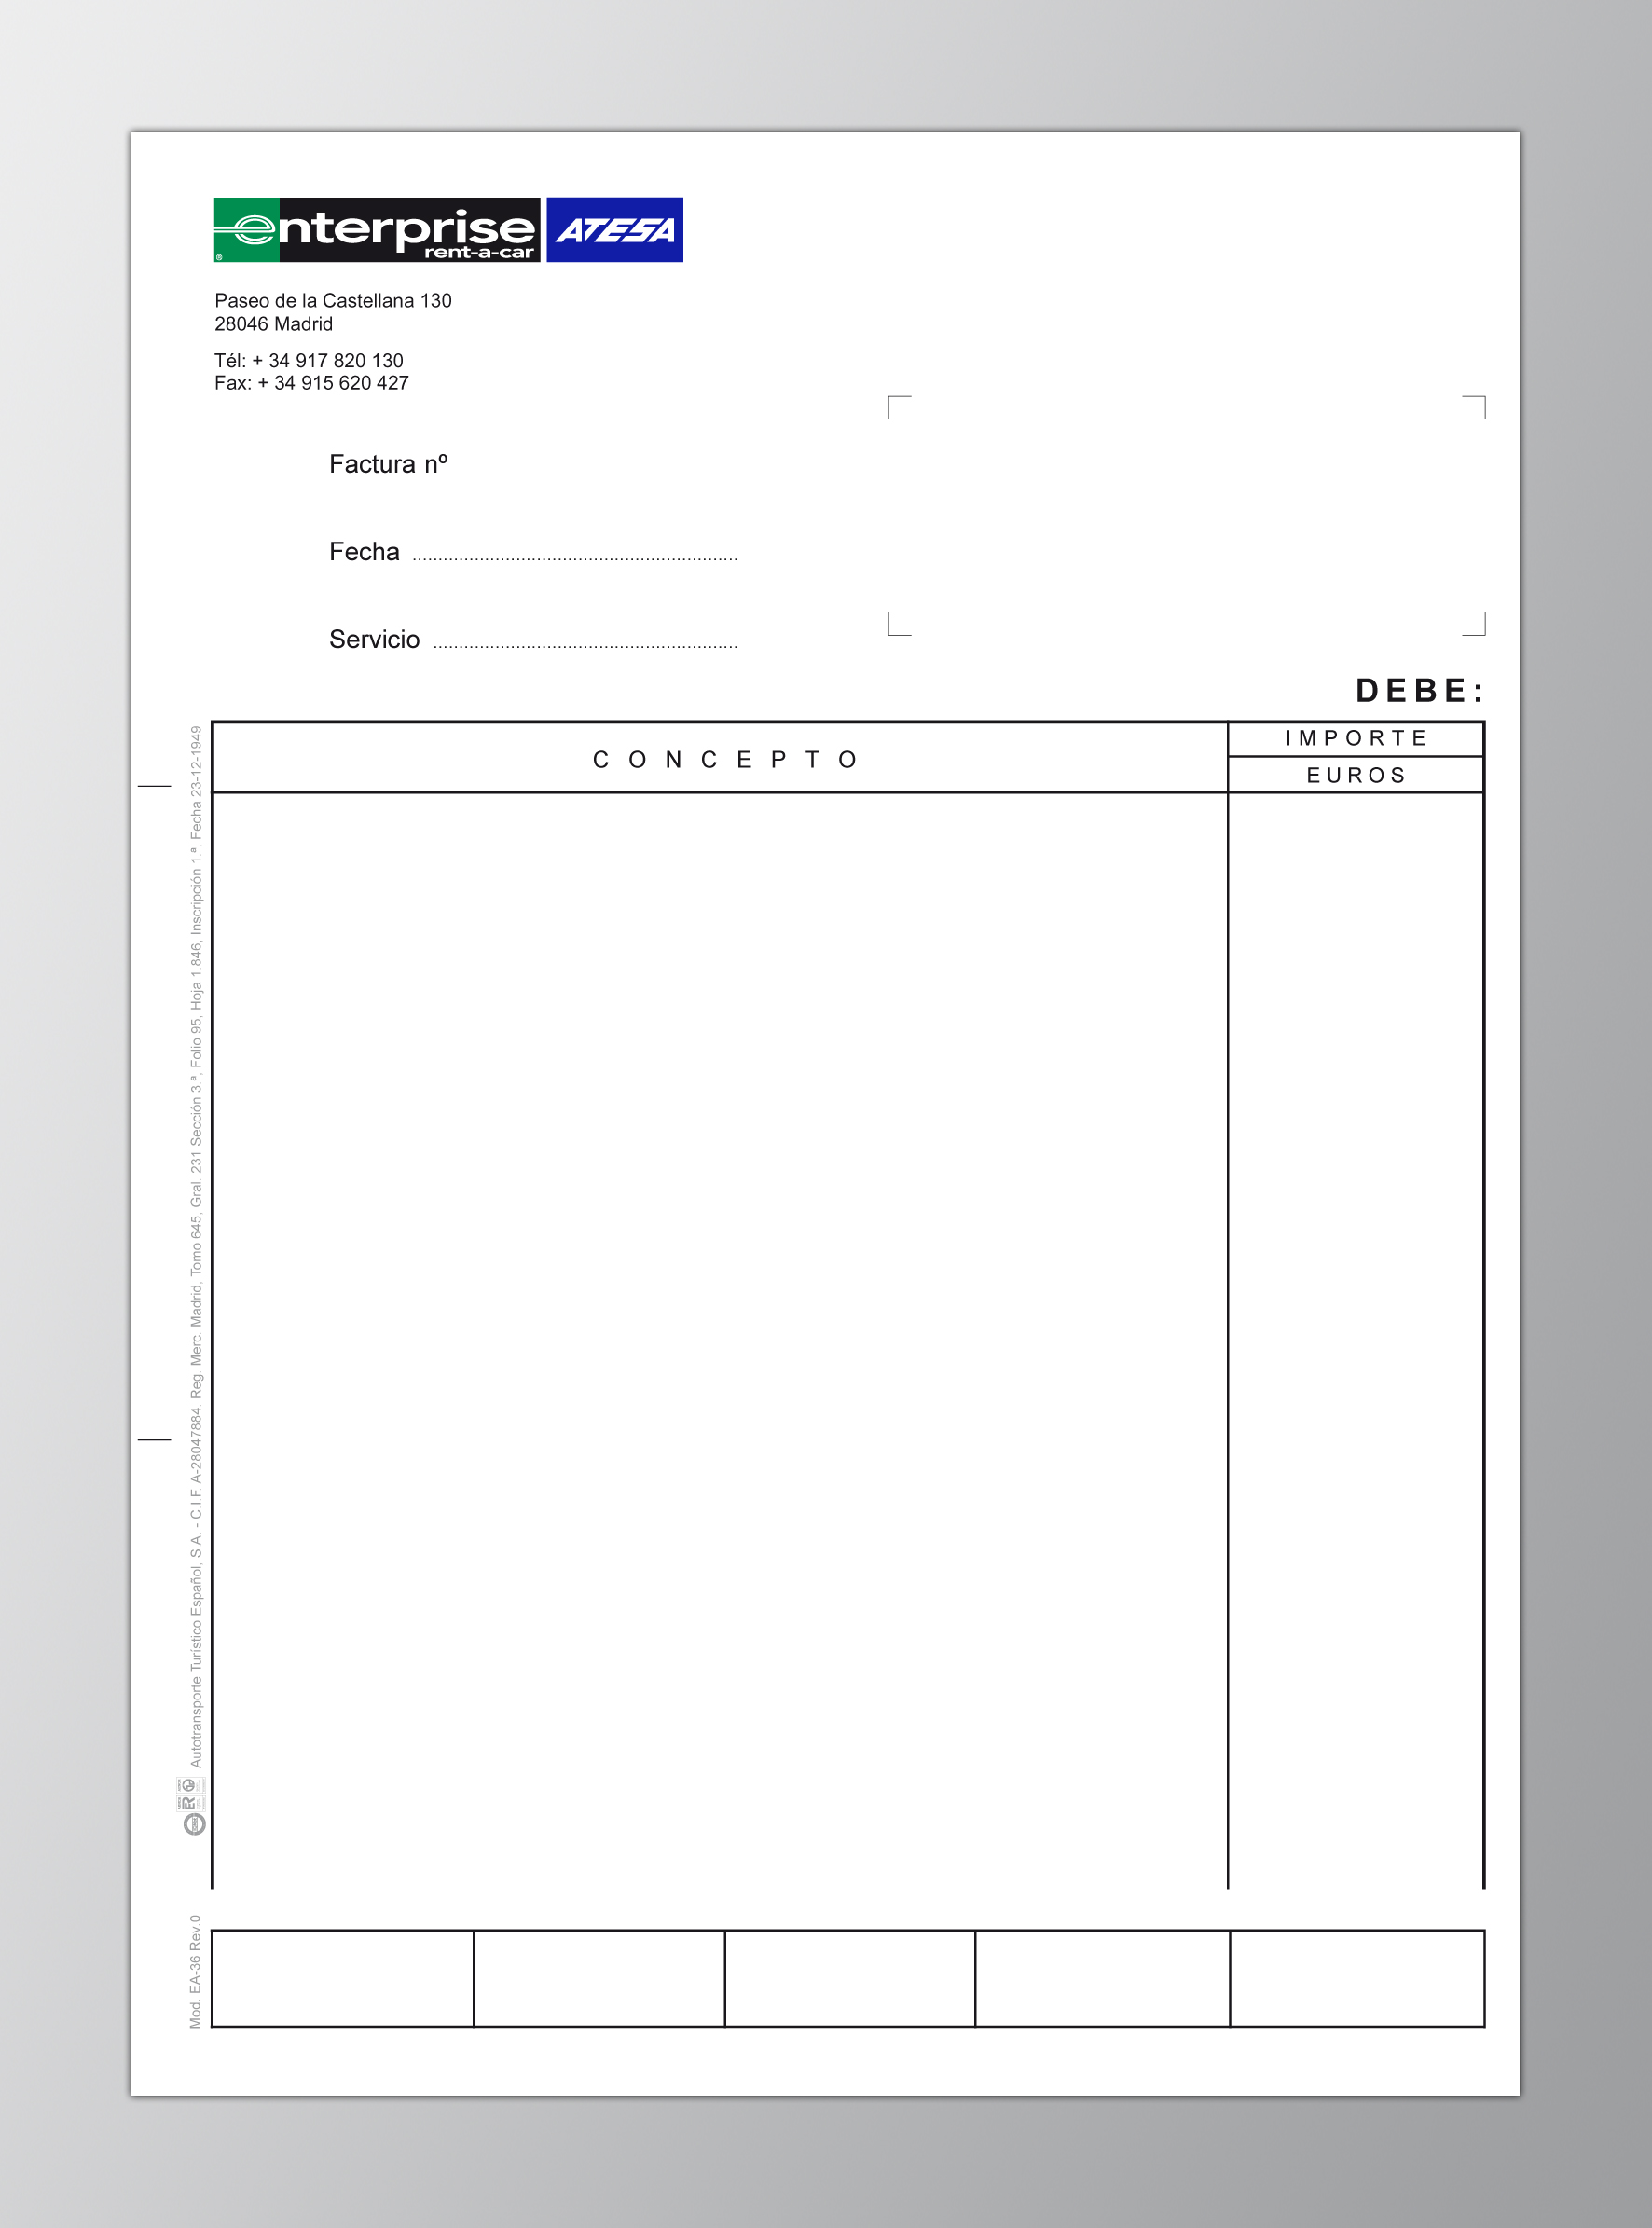 enterprise
rent-a-car
ATESA
Paseo de la Castellana 130
28046 Madrid
Tél: + 34 917 820 130
Fax: + 34 915 620 427
Factura nº
Fecha ................................................................
Servicio ............................................................
DEBE:
CONCEPTO
IMPORTE
EUROS
Autotransporte Turístico Español, S.A. - C.I.F. A-28047884. Reg. Merc. Madrid, Tomo 645, Gral. 231 Sección 3.ª, Folio 95, Hoja 1.846, Inscripción 1.ª, Fecha 23-12-1949
ER
Mod. EA-36 Rev.0